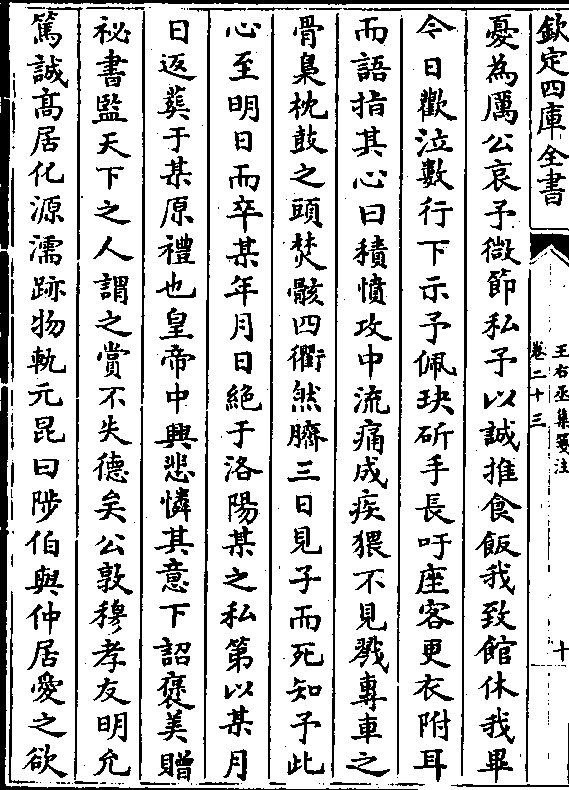 欽定四庫全書
王右丞集箋注
卷二十三
十
憂為厲公哀予微節私予以誠推食飯我致館休我畢
今日歡泣數行下示予佩玦斫手長吁座客更衣附耳
而語指其心曰積憤攻中流痛成疾猥不見戮專車之
骨梟枕鼓之頭焚骸四衢然臍三日見子而死知予此
心至明日而卒某年月日絕于洛陽某之私第以某月
日返葬于某原禮也皇帝中興悲憐其意下詔褒美贈
祕書監天下之人謂之賞不失德矣公敦穆孝友明允
篤誠高居化源濡跡物軌元昆曰陟伯與仲居愛之欲